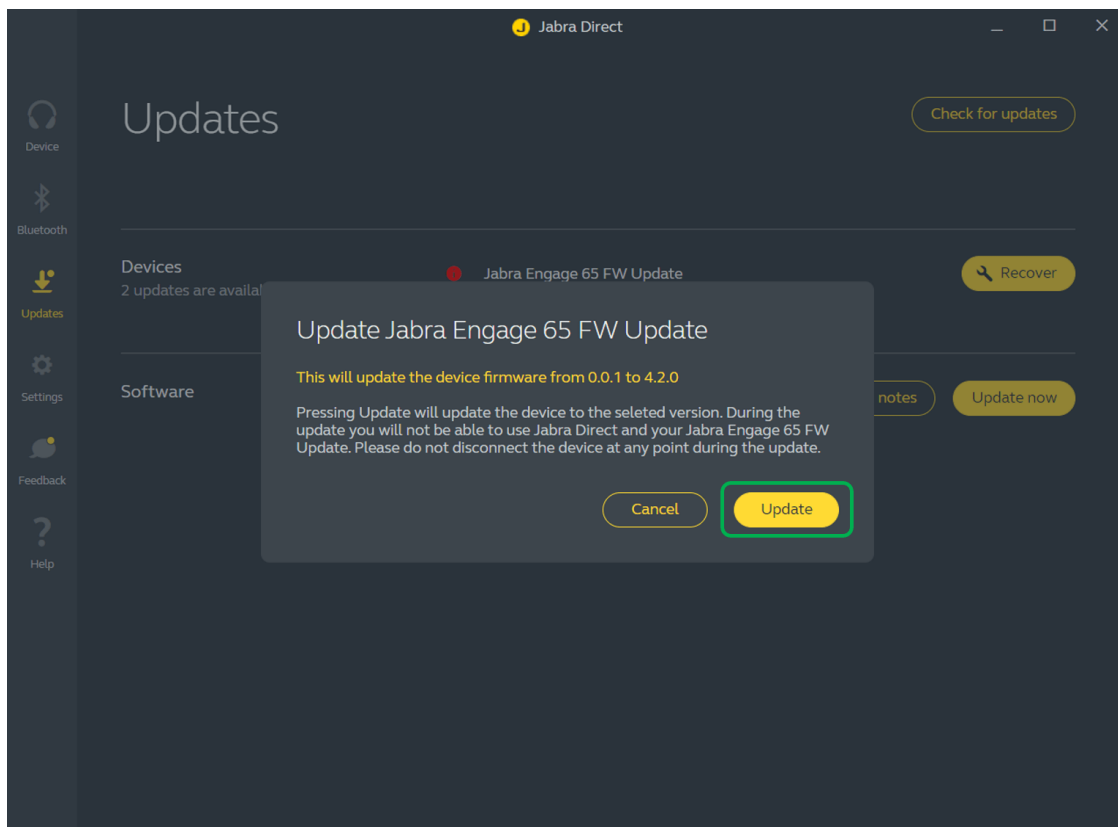 Jabra Direct
Updates
Check for updates
Device
Bluetooth
Devices
Jabra Engage 65 FW Update
Recover
2 updates are
Updates
Update Jabra Engage 65 FW Update
This will update the device firmware from 0.0.1 to 4.2.0
Settings
Software
notes
Update now
Pressing Update will update the device to the seleted version. During the
update you will not be able to use Jabra Direct and your Jabra Engage 65 FW
Update. Please do not disconnect the device at any point during the update.
Feedback
Cancel
Update
Help